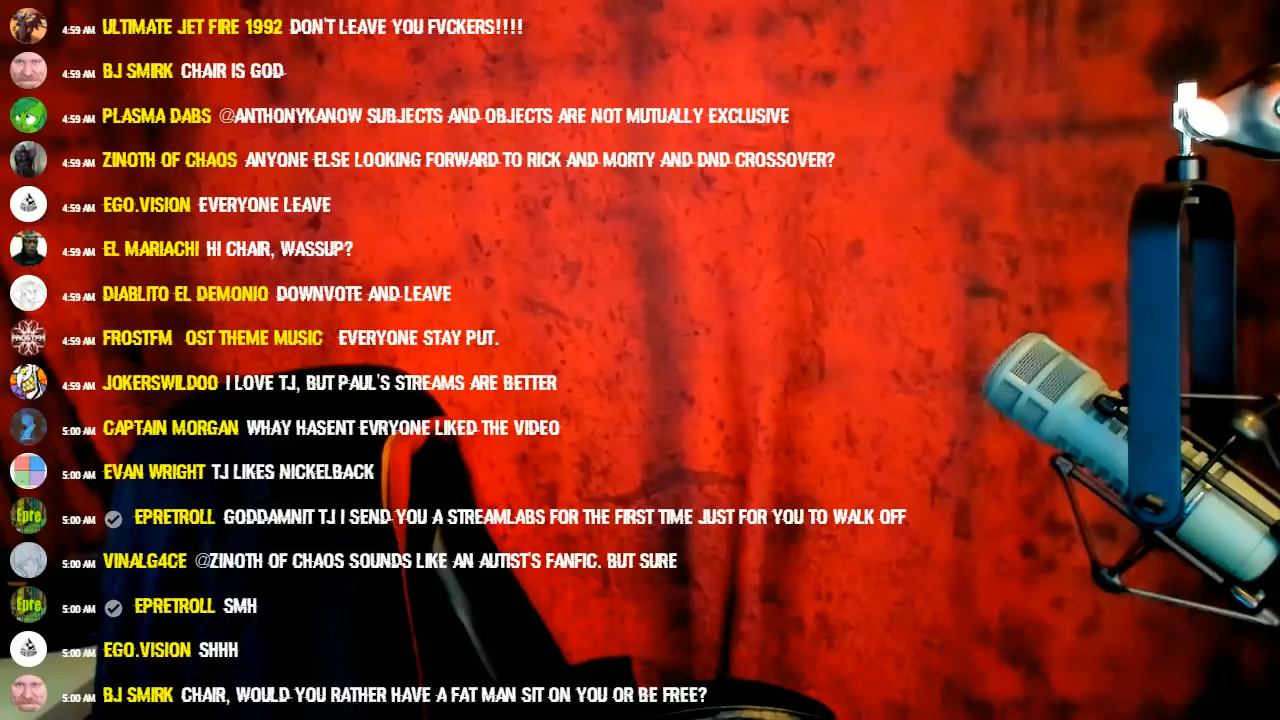 4:59 AM ULTIMATE JET FIRE 1992 DON'T LEAVE YOU FVCKERS!!!!
4:59 AM BJ SMIRK CHAIR IS GOD
4:59 AM PLASMA DABS @ANTHONYKANOW SUBJECTS AND OBJECTS ARE NOT MUTUALLY EXCLUSIVE
4:59 AM ZINOTH OF CHAOS ANYONE ELSE LOOKING FORWARD TO RICK AND MORTY AND DND CROSSOVER?
4:59 AM EGO.VISION EVERYONE LEAVE
4:59 AM EL MARIACHI HI CHAIR, WASSUP?
4:59 AM DIABLITO EL DEMONIO DOWNVOTE AND LEAVE
FROSTFM 4:59 AM FROSTFM OST THEME MUSIC EVERYONE STAY PUT.
4:59 AM JOKERSWILDOO I LOVE TJ, BUT PAUL'S STREAMS ARE BETTER
5:00 AM CAPTAIN MORGAN WHAY HASENT EVRYONE LIKED THE VIDEO
5:00 AM EVAN WRIGHT TJ LIKES NICKELBACK
Epre 5:00 AM EPRETROLL GODDAMNIT TJ I SEND YOU A STREAMLABS FOR THE FIRST TIME JUST FOR YOU TO WALK OFF
5:00 AM VINALG4CE @ZINOTH OF CHAOS SOUNDS LIKE AN AUTIST'S FANFIC. BUT SURE
Epre 5:00 AM EPRETROLL SMH
5:00 AM EGO.VISION SHHH
5:00 AM BJ SMIRK CHAIR, WOULD YOU RATHER HAVE A FAT MAN SIT ON YOU OR BE FREE?